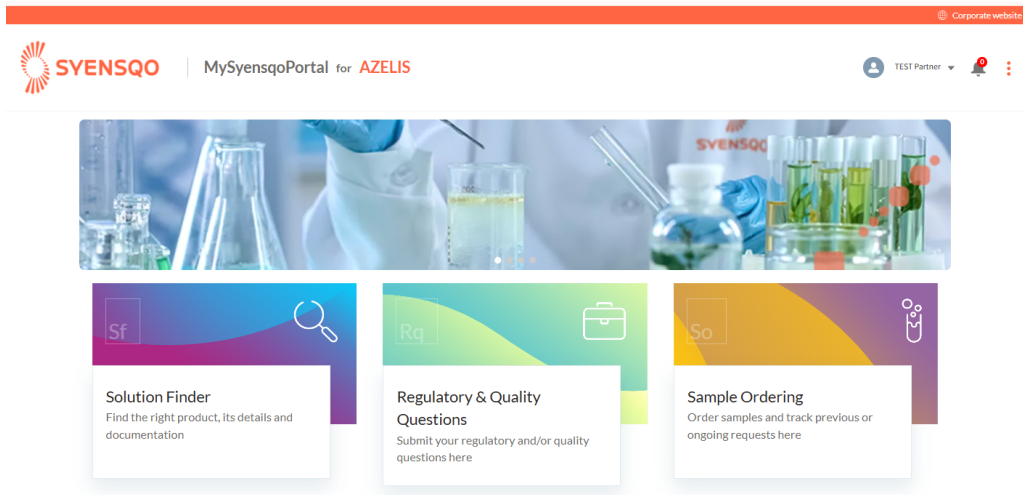 Corporate website
SYENSQO
MySyensqoPortal for AZELIS
TEST Partner
0
SYENSQO
Sf
Rq
So
Solution Finder
Find the right product, its details and
documentation
Regulatory & Quality
Questions
Submit your regulatory and/or quality
questions here
Sample Ordering
Order samples and track previous or
ongoing requests here